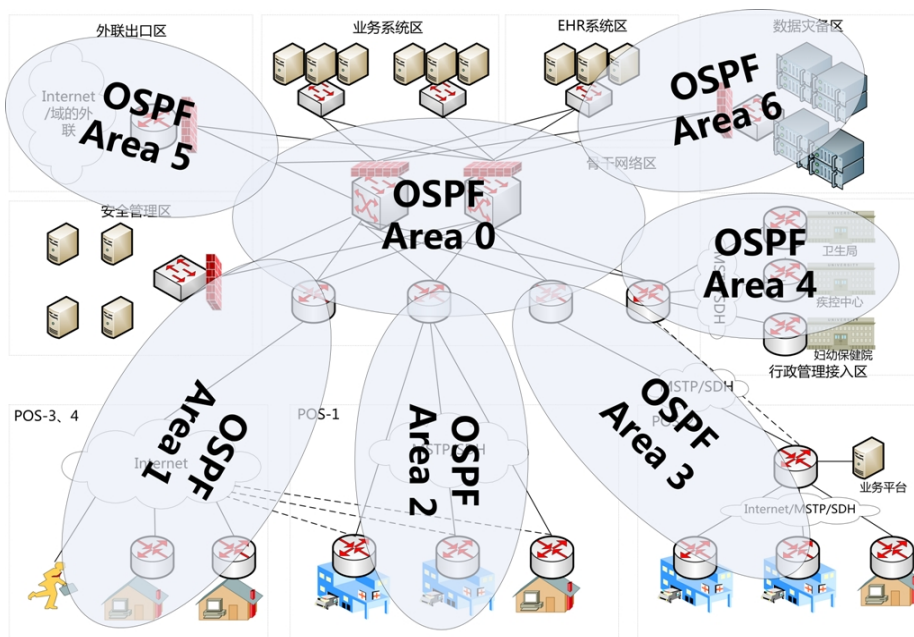 外联出口区
业务系统区
EHR系统区
数据灾备区
Internet
/域的外
联
OSPF
Area 5
OSPF
Area 6
骨干网络区
OSPF
Area 0
安全管理区
OSPF
Area 4
MSTP/SDH
卫生局
疾控中心
妇幼保健院
行政管理接入区
POS-3、4
POS-1
MSTP/SDH
OSPF
Area 1
Internet
OSPF
Area 2
MSTP/SDH
OSPF
Area 3
业务平台
Internet/MSTP/SDH